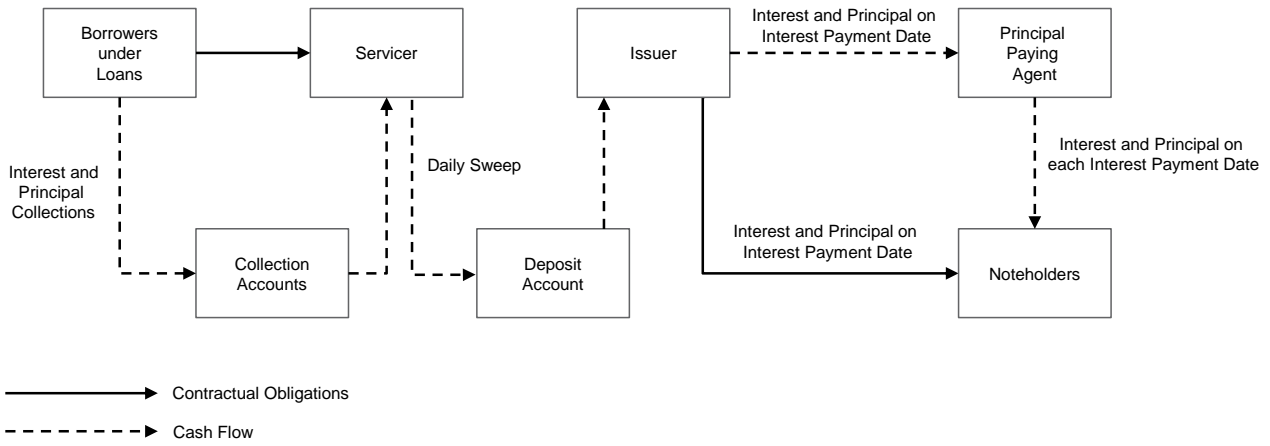 Borrowers
under
Loans
Servicer
Issuer
Interest and Principal on
Interest Payment Date
Principal
Paying
Agent
Interest and
Principal
Collections
Daily Sweep
Interest and Principal on
each Interest Payment Date
Collection
Accounts
Deposit
Account
Interest and Principal on
Interest Payment Date
Noteholders
Contractual Obligations
Cash Flow